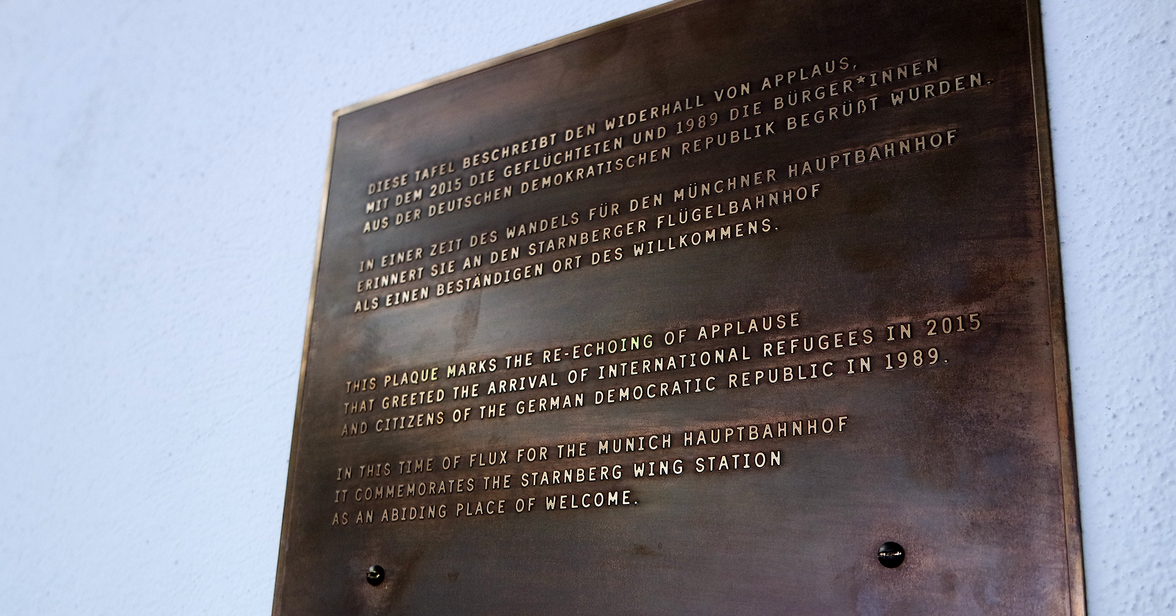 DIESE TAFEL BESCHREIBT DEN WIDERHALL VON APPLAUS,
MIT DEM 2015 DIE GEFLÜCHTETEN UND 1989 DIE BÜRGER*INNEN
AUS DER DEUTSCHEN DEMOKRATISCHEN REPUBLIK BEGRÜßT WURDEN.
IN EINER ZEIT DES WANDELS FÜR DEN MÜNCHNER HAUPTBAHNHOF
ERINNERT SIE AN DEN STARNBERGER FLÜGELBAHNHOF
ALS EINEN BESTÄNDIGEN ORT DES WILLKOMMENS.
THIS PLAQUE MARKS THE RE-ECHOING OF APPLAUSE
THAT GREETED THE ARRIVAL OF INTERNATIONAL REFUGEES IN 2015
AND CITIZENS OF THE GERMAN DEMOCRATIC REPUBLIC IN 1989.
IN THIS TIME OF FLUX FOR THE MUNICH HAUPTBAHNHOF
IT COMMEMORATES THE STARNBERG WING STATION
AS AN ABIDING PLACE OF WELCOME.